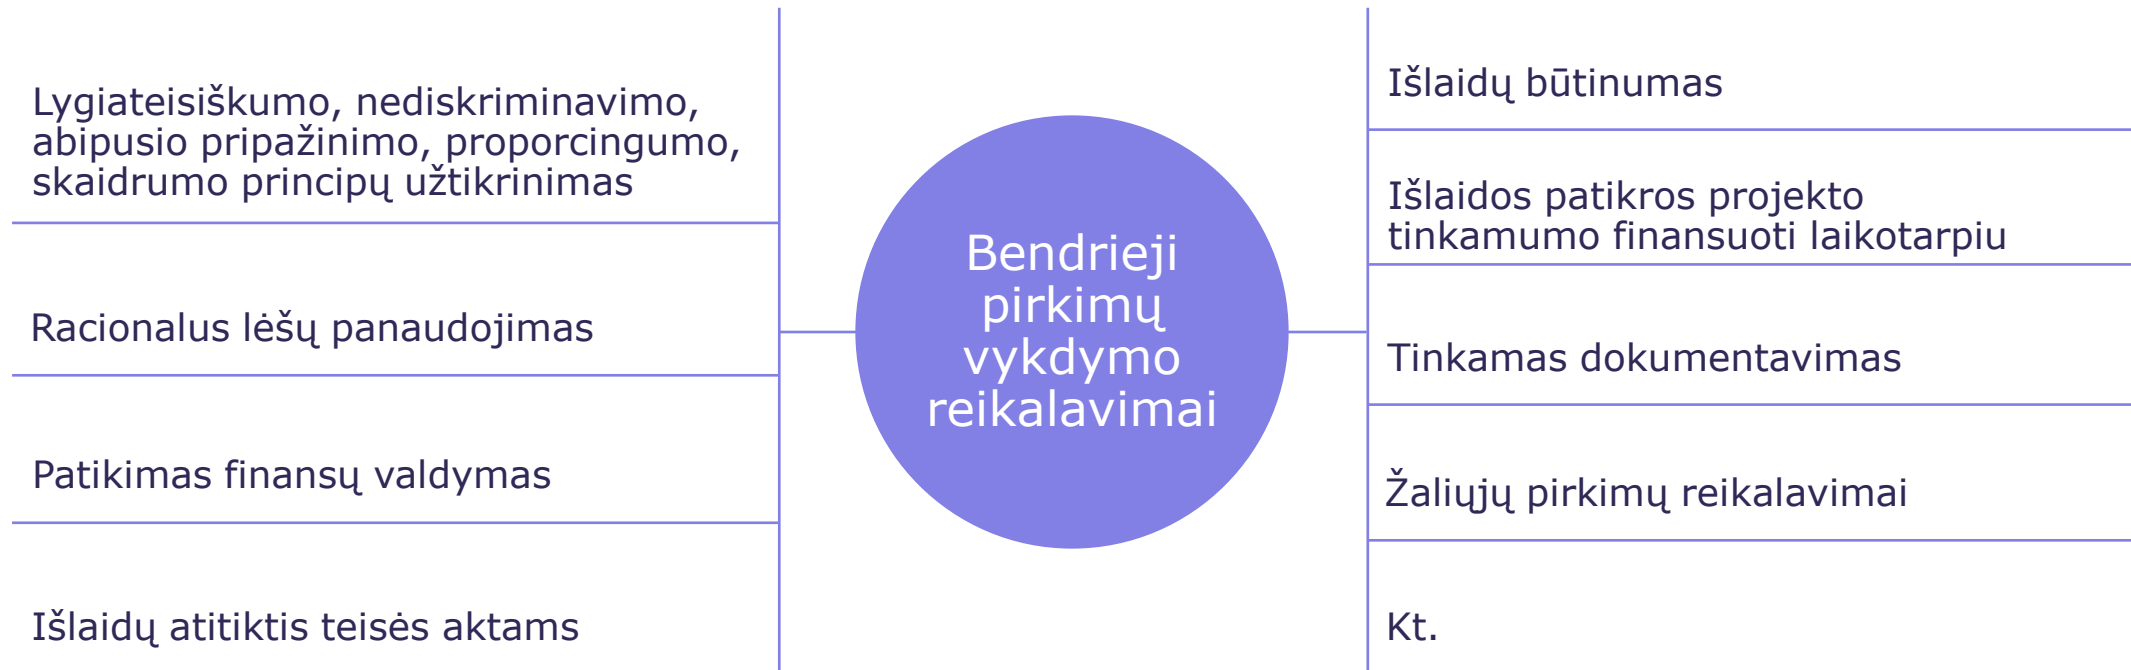 Lygiateisiškumo, nediskriminavimo,
abipusio pripažinimo, proporcingumo,
skaidrumo principų užtikrinimas
Racionalus lėšų panaudojimas
Patikimas finansų valdymas
Išlaidų atitiktis teisės aktams
Bendrieji
pirkimų
vykdymo
reikalavimai
Išlaidų būtinumas
Išlaidos patikros projekto
tinkamumo finansuoti laikotarpiu
Tinkamas dokumentavimas
Žaliųjų pirkimų reikalavimai
Kt.